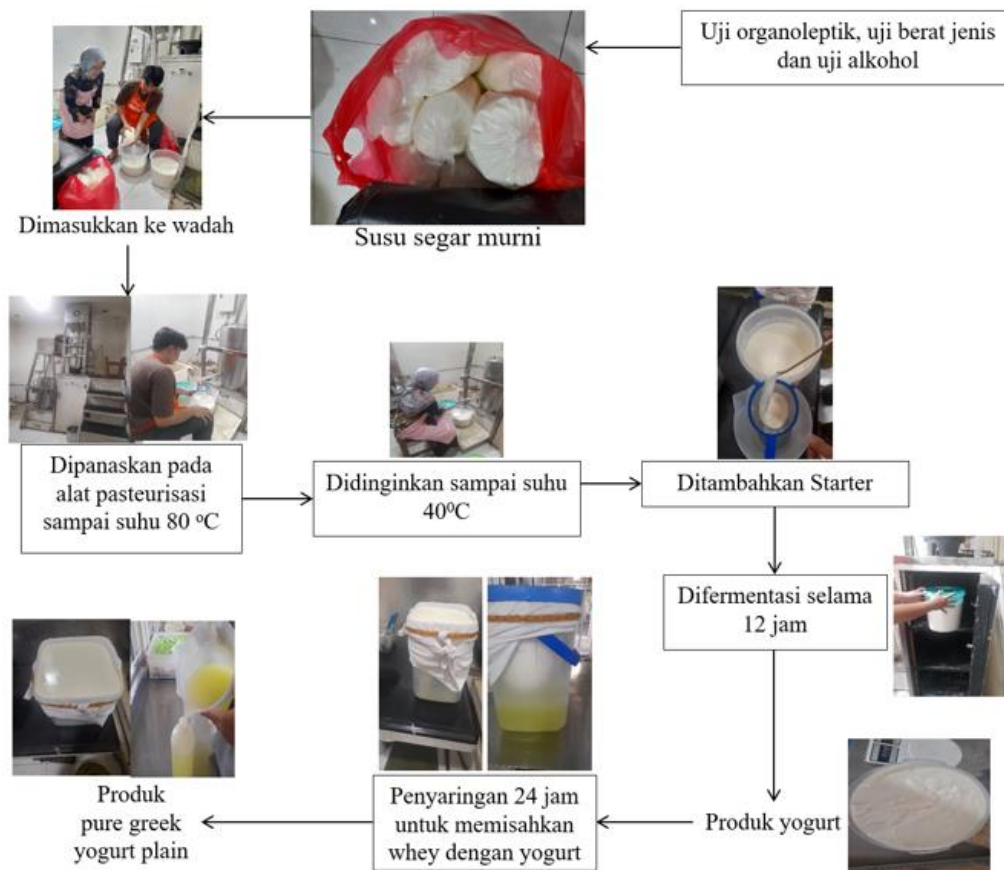 Uji organoleptik, uji berat jenis
dan uji alkohol
Susu segar murni
Dimasukkan ke wadah
Dipanaskan pada
alat pasteurisasi
sampai suhu 80 ºC
Didinginkan sampai suhu
40⁰C
Ditambahkan Starter
Difermentasi selama
12 jam
Produk yogurt
Penyaringan 24 jam
untuk memisahkan
whey dengan yogurt
Produk
pure greek
yogurt plain